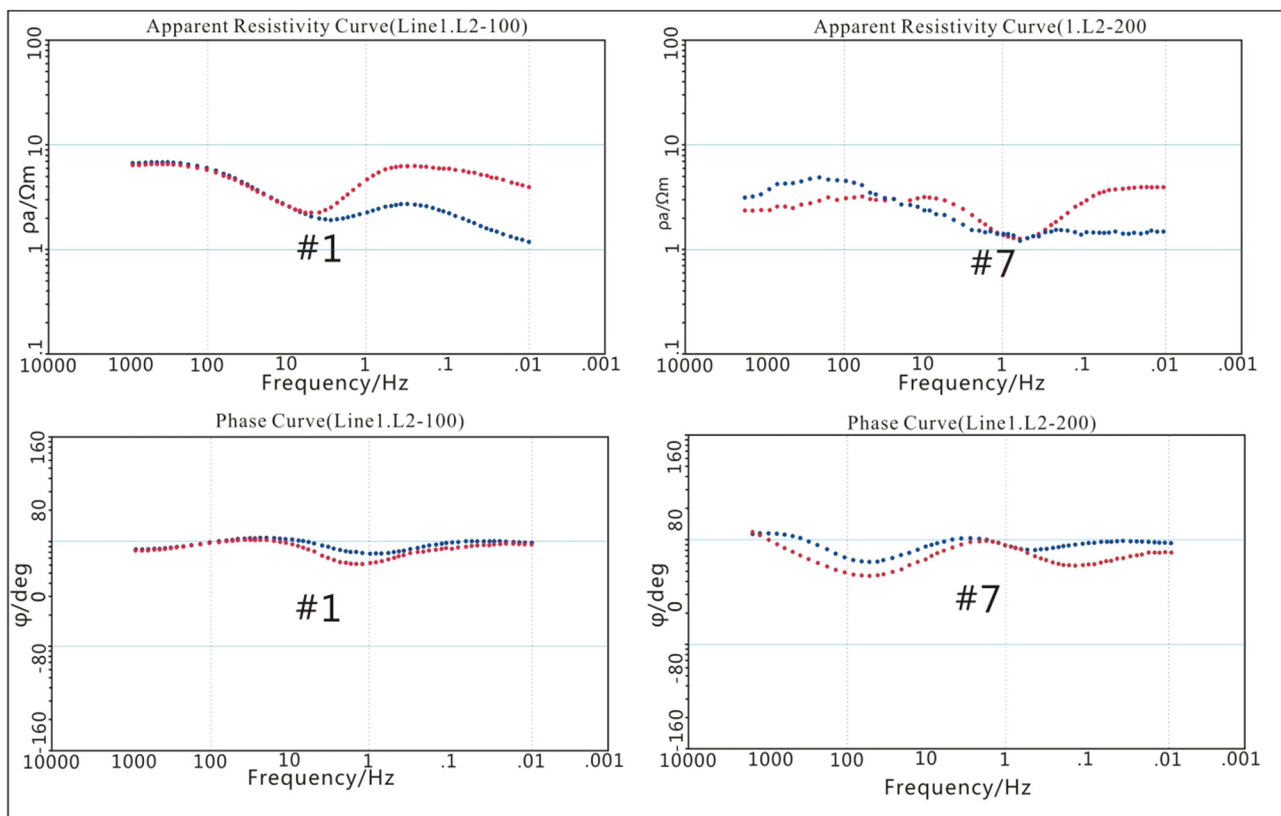 Apparent Resistivity Curve(Line1.L2-100)
100
10
1
.1
ρa/Ωm
#1
10000 1000 100 10 1 .1 .01 .001
Frequency/Hz
Apparent Resistivity Curve(1.L2-200
100
10
1
.1
ρa/Ωm
#7
10000 1000 100 10 1 .1 .01 .001
Frequency/Hz
Phase Curve(Line1.L2-100)
160
80
0
-80
-160
φ/deg
#1
10000 1000 100 10 1 .1 .01 .001
Frequency/Hz
Phase Curve(Line1.L2-200)
160
80
0
-80
-160
φ/deg
#7
10000 1000 100 10 1 .1 .01 .001
Frequency/Hz